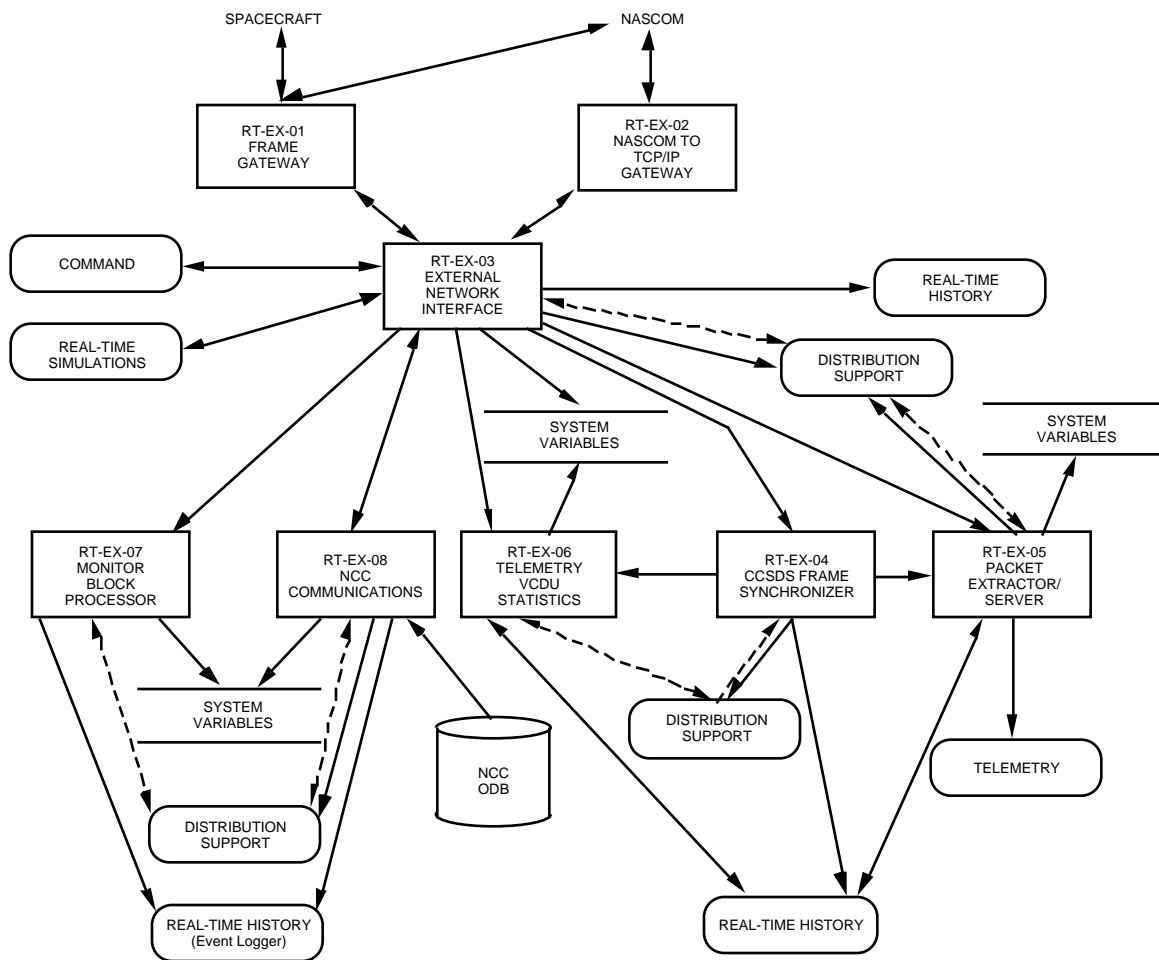 SPACECRAFT
NASCOM
RT-EX-01
FRAME
GATEWAY
RT-EX-02
NASCOM TO
TCP/IP
GATEWAY
COMMAND
RT-EX-03
EXTERNAL
NETWORK
INTERFACE
REAL-TIME
HISTORY
REAL-TIME
SIMULATIONS
DISTRIBUTION
SUPPORT
SYSTEM
VARIABLES
SYSTEM
VARIABLES
RT-EX-07
MONITOR
BLOCK
PROCESSOR
RT-EX-08
NCC
COMMUNICATIONS
RT-EX-06
TELEMETRY
VCDU
STATISTICS
RT-EX-04
CCSDS FRAME
SYNCHRONIZER
RT-EX-05
PACKET
EXTRACTOR/
SERVER
SYSTEM
VARIABLES
NCC
ODB
DISTRIBUTION
SUPPORT
TELEMETRY
DISTRIBUTION
SUPPORT
REAL-TIME HISTORY
(Event Logger)
REAL-TIME HISTORY